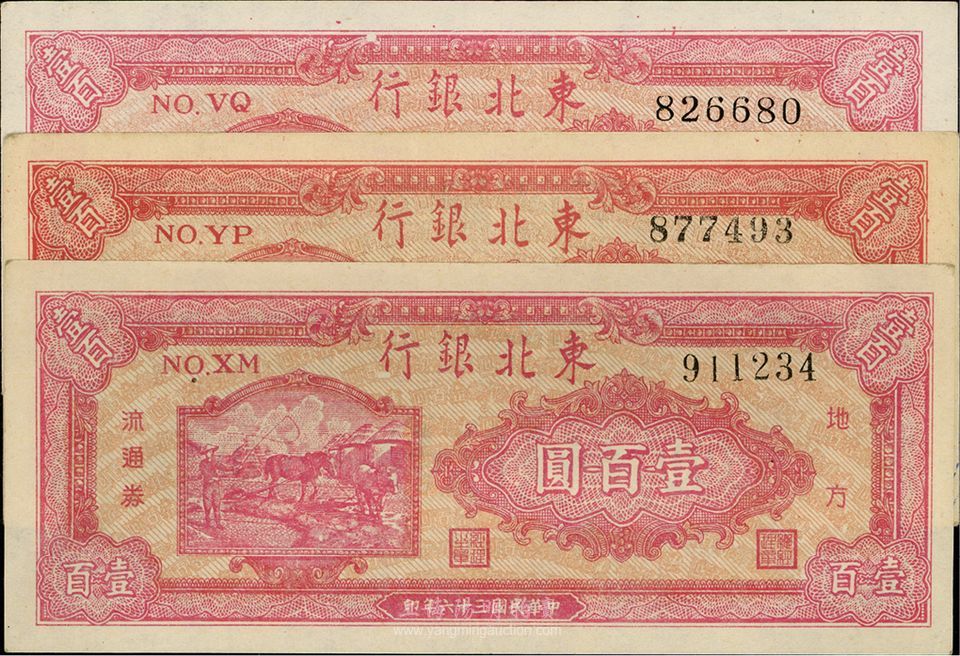 壹百
壹百
東北銀行
NO. VQ
826680
壹百
壹百
東北銀行
NO. YP
877493
壹百
壹百
東北銀行
NO. XM
911234
地方
流通券
壹百圓
壹百
壹百
中華民國三十六年印
www.yangmingauction.com